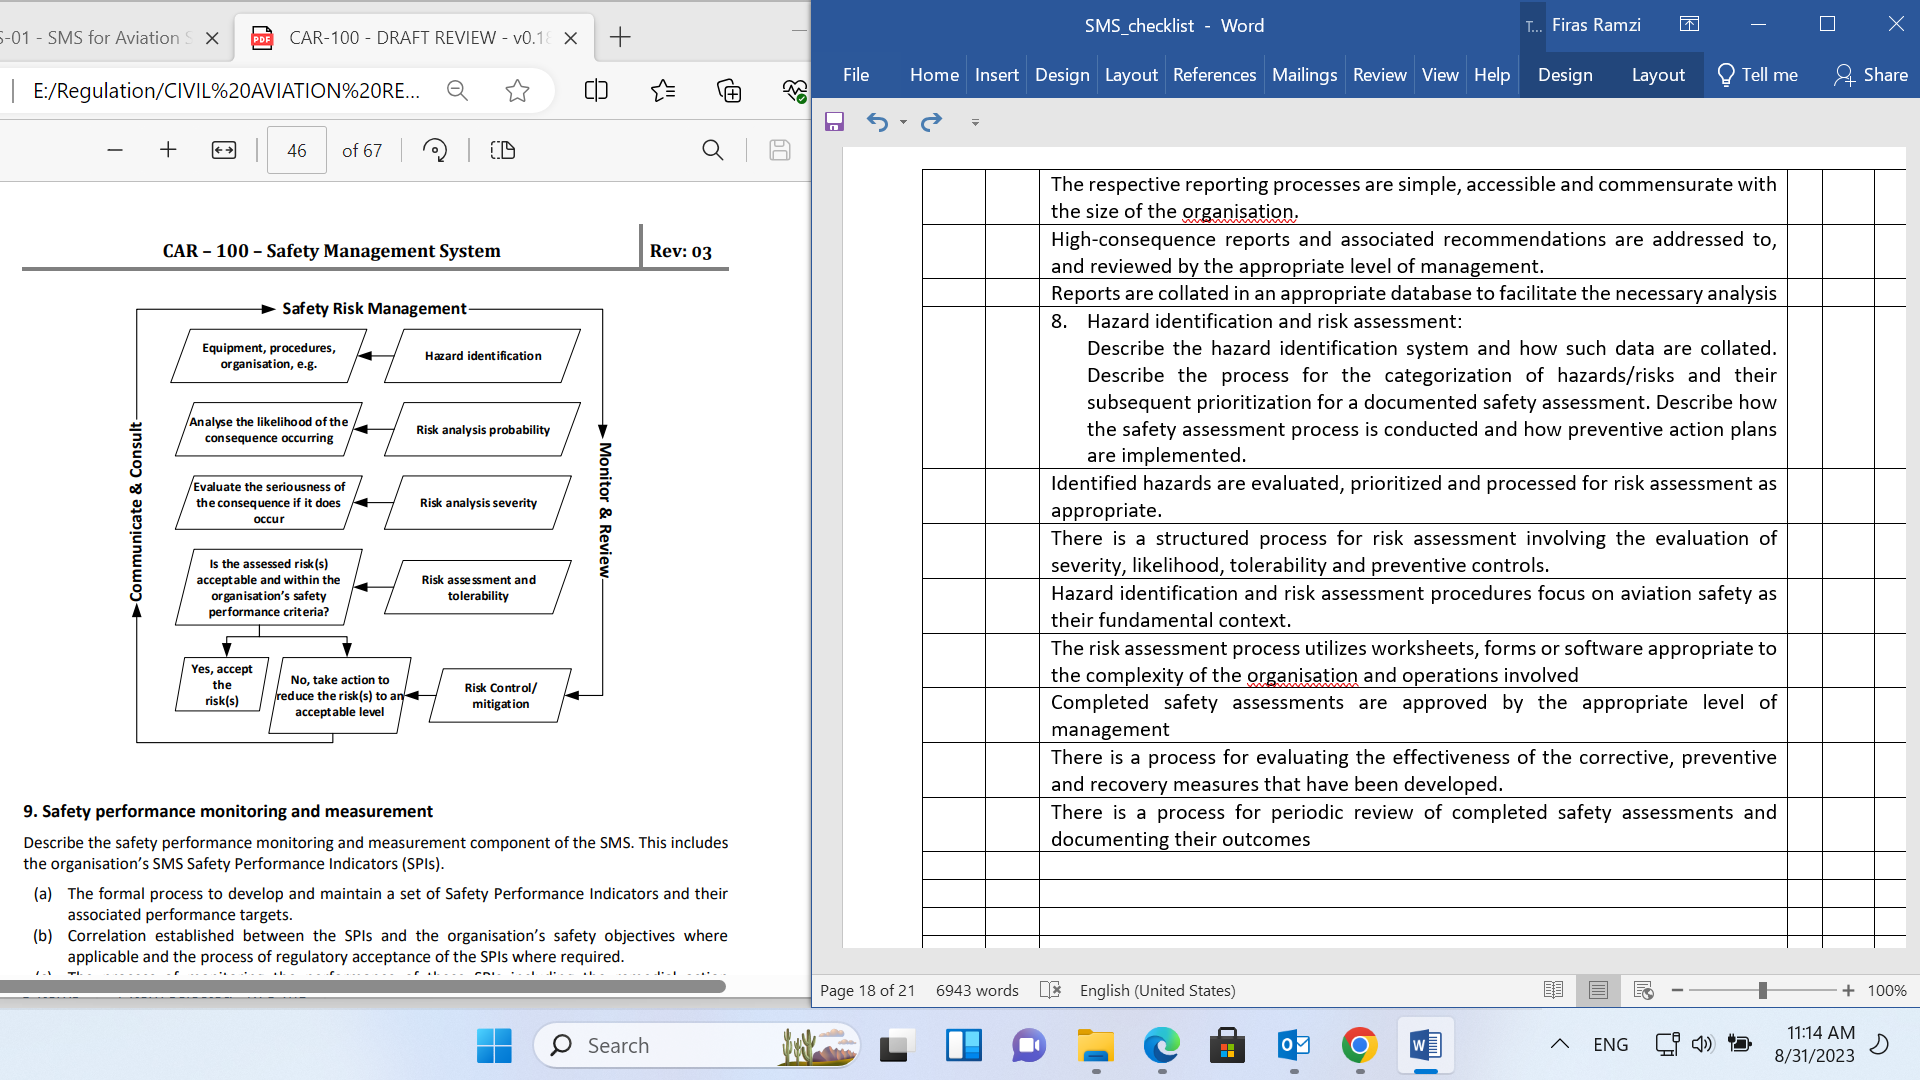 S-01 - SMS for Aviation S
CAR-100 - DRAFT REVIEW - v0.18
E:/Regulation/CIVIL%20AVIATION%20RE...
46 of 67
CAR – 100 – Safety Management System
Rev: 03
Safety Risk Management
Equipment, procedures,
organisation, e.g.
Hazard identification
Analyse the likelihood of the
consequence occurring
Risk analysis probability
Evaluate the seriousness of
the consequence if it does
occur
Risk analysis severity
Is the assessed risk(s)
acceptable and within the
organisation's safety
performance criteria?
Risk assessment and
tolerability
Yes, accept
the
risk(s)
No, take action to
reduce the risk(s) to an
acceptable level
Risk Control/
mitigation
Communicate & Consult
Monitor & Review
9. Safety performance monitoring and measurement
Describe the safety performance monitoring and measurement component of the SMS. This includes
the organisation's SMS Safety Performance Indicators (SPIs).
(a) The formal process to develop and maintain a set of Safety Performance Indicators and their
associated performance targets.
(b) Correlation established between the SPIs and the organisation's safety objectives where
applicable and the process of regulatory acceptance of the SPIs where required.
SMS_checklist - Word
T...
Firas Ramzi
File Home Insert Design Layout References Mailings Review View Help Design Layout Tell me Share
The respective reporting processes are simple, accessible and commensurate with
the size of the organisation.
High-consequence reports and associated recommendations are addressed to,
and reviewed by the appropriate level of management.
Reports are collated in an appropriate database to facilitate the necessary analysis
8. Hazard identification and risk assessment:
Describe the hazard identification system and how such data are collated.
Describe the process for the categorization of hazards/risks and their
subsequent prioritization for a documented safety assessment. Describe how
the safety assessment process is conducted and how preventive action plans
are implemented.
Identified hazards are evaluated, prioritized and processed for risk assessment as
appropriate.
There is a structured process for risk assessment involving the evaluation of
severity, likelihood, tolerability and preventive controls.
Hazard identification and risk assessment procedures focus on aviation safety as
their fundamental context.
The risk assessment process utilizes worksheets, forms or software appropriate to
the complexity of the organisation and operations involved
Completed safety assessments are approved by the appropriate level of
management
There is a process for evaluating the effectiveness of the corrective, preventive
and recovery measures that have been developed.
There is a process for periodic review of completed safety assessments and
documenting their outcomes
Page 18 of 21 6943 words English (United States) 100%
Search
ENG
11:14 AM
8/31/2023